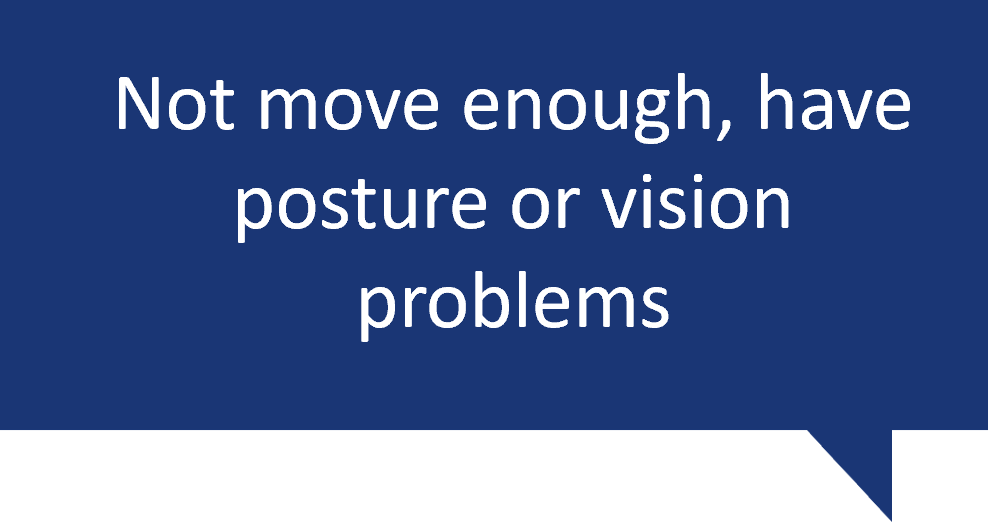 Not move enough, have
posture or vision
problems